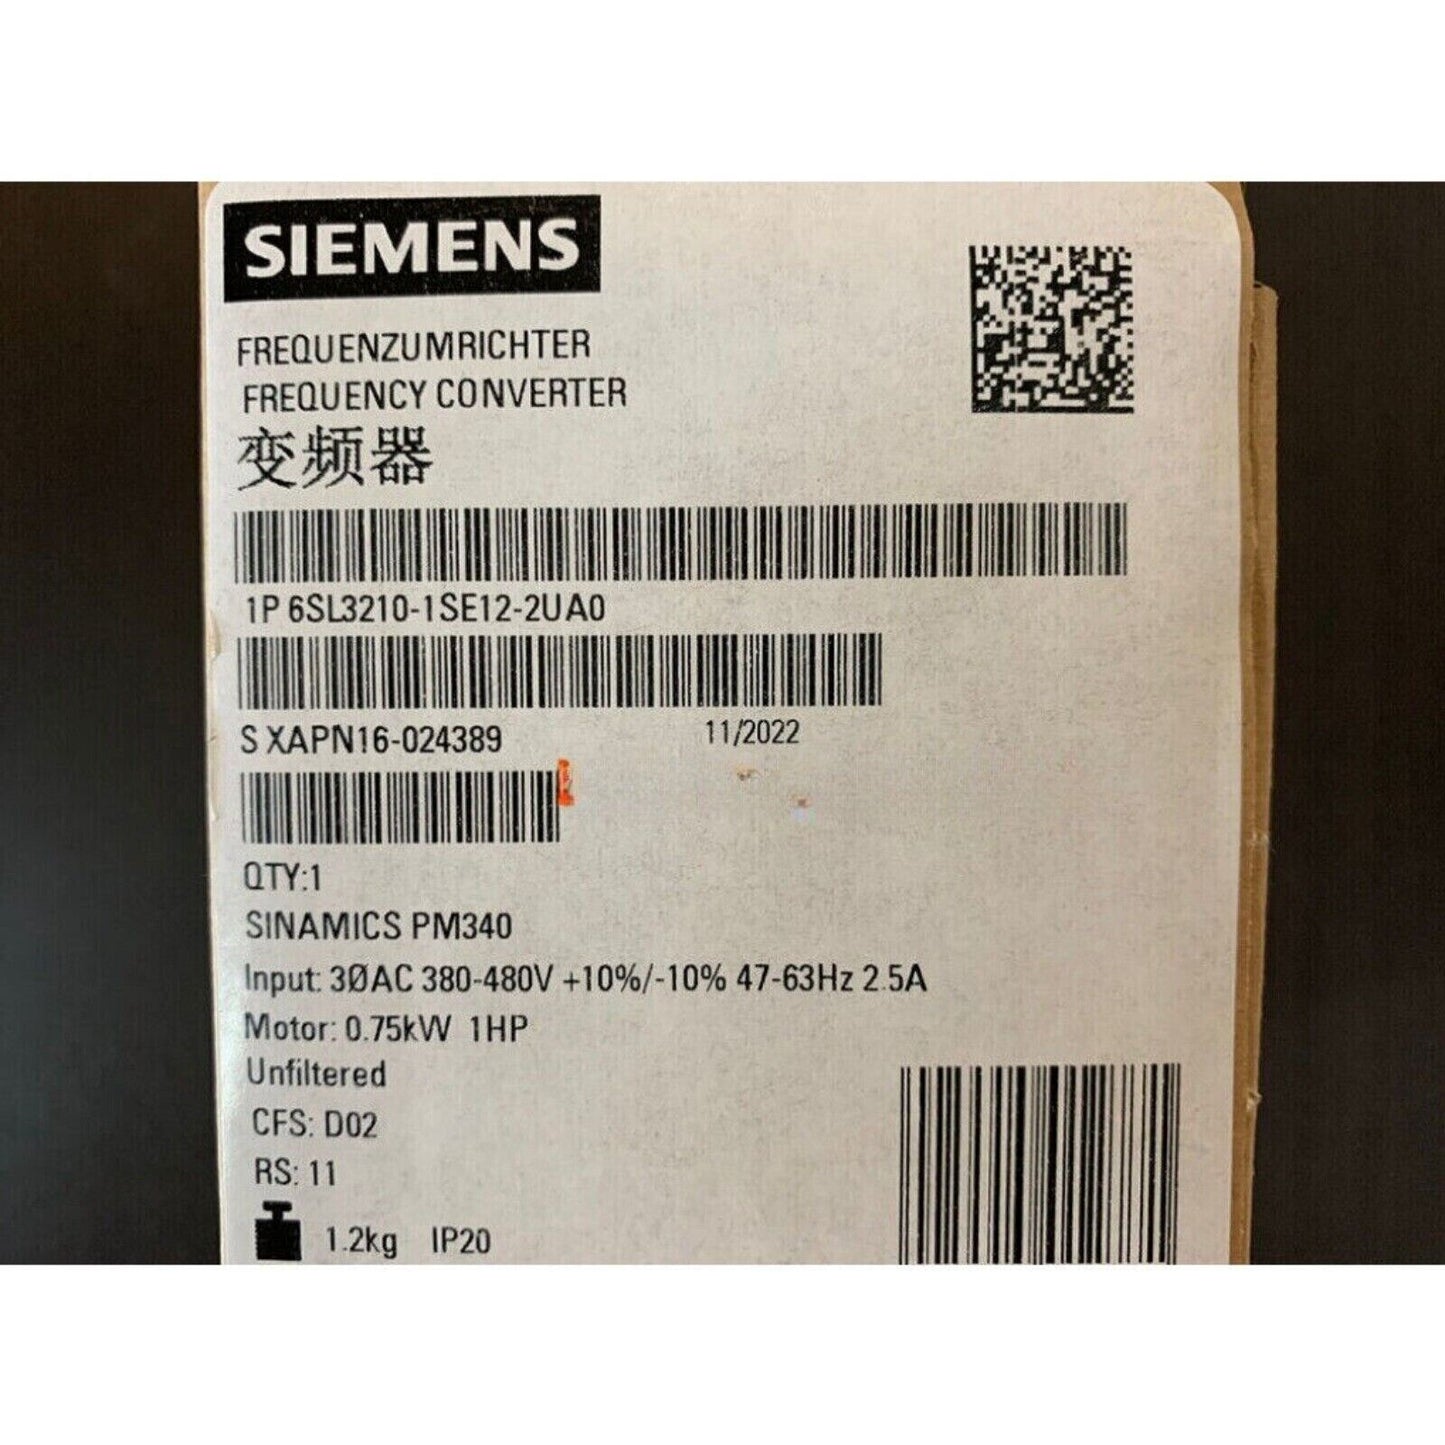 SIEMENS
FREQUENZUMRICHTER
FREQUENCY CONVERTER
变频器
1P 6SL3210-1SE12-2UA0
S XAPN16-024389 11/2022
QTY:1
SINAMICS PM340
Input: 3ØAC 380-480V +10%/-10% 47-63Hz 2.5A
Motor: 0.75kW 1HP
Unfiltered
CFS: D02
RS: 11
1.2kg IP20